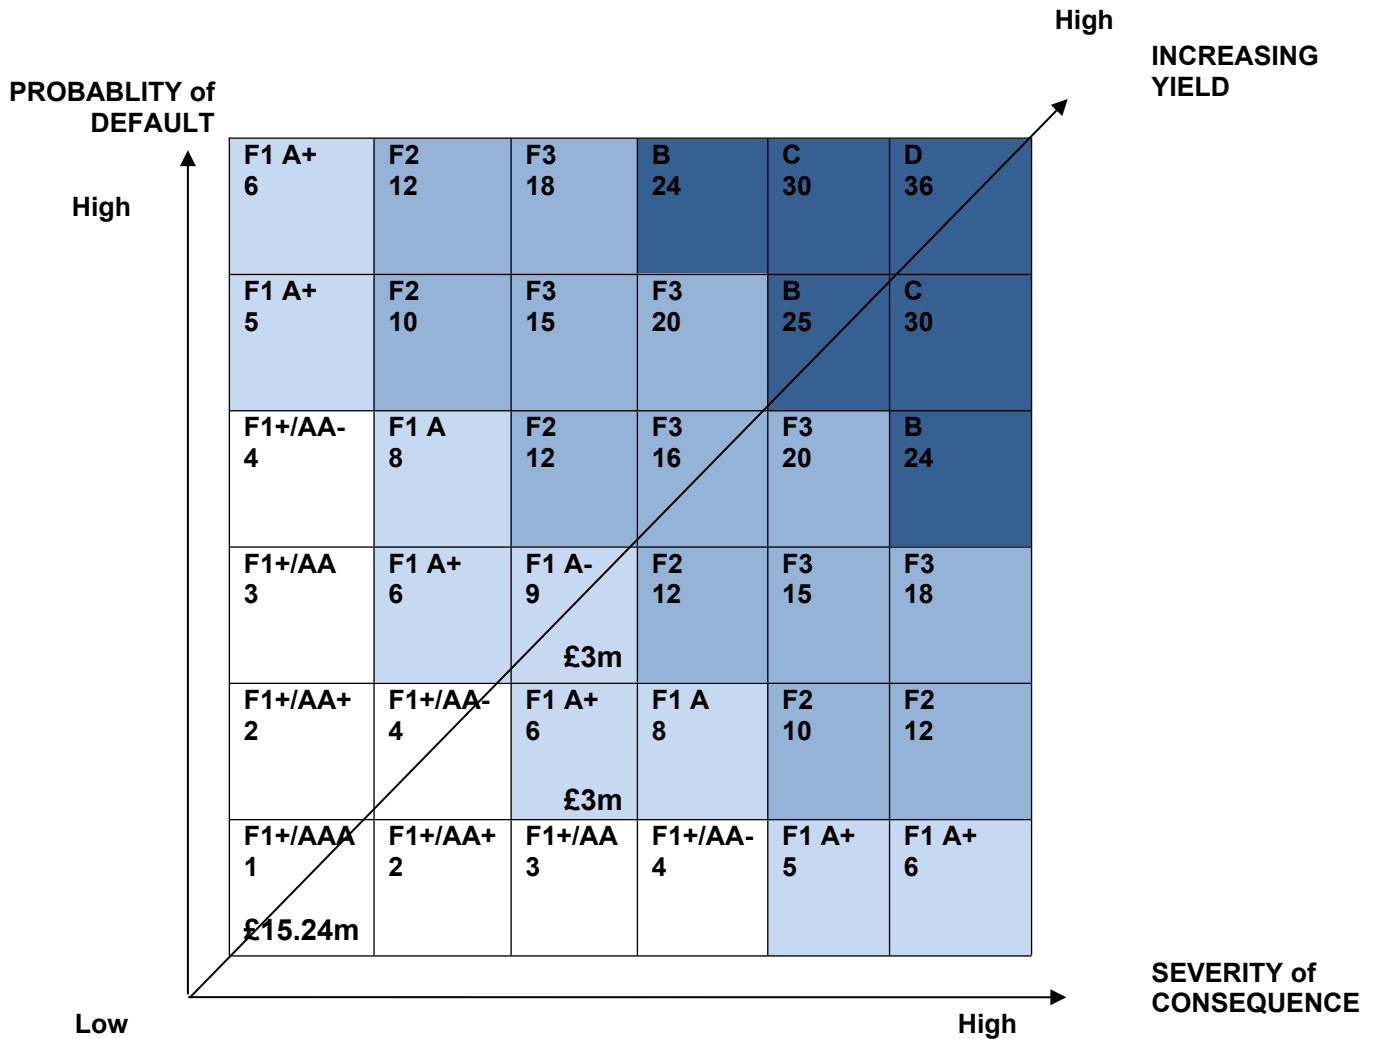 High
INCREASING
YIELD
PROBABLITY of
DEFAULT
High
F1 A+
6
F2
12
F3
18
B
24
C
30
D
36
F1 A+
5
F2
10
F3
15
F3
20
B
25
C
30
F1+/AA-
4
F1 A
8
F2
12
F3
16
F3
20
B
24
F1+/AA
3
F1 A+
6
F1 A-
9
£3m
F2
12
F3
15
F3
18
F1+/AA+
2
F1+/AA-
4
F1 A+
6
£3m
F1 A
8
F2
10
F2
12
F1+/AAA
1
£15.24m
F1+/AA+
2
F1+/AA
3
F1+/AA-
4
F1 A+
5
F1 A+
6
SEVERITY of
CONSEQUENCE
Low
High